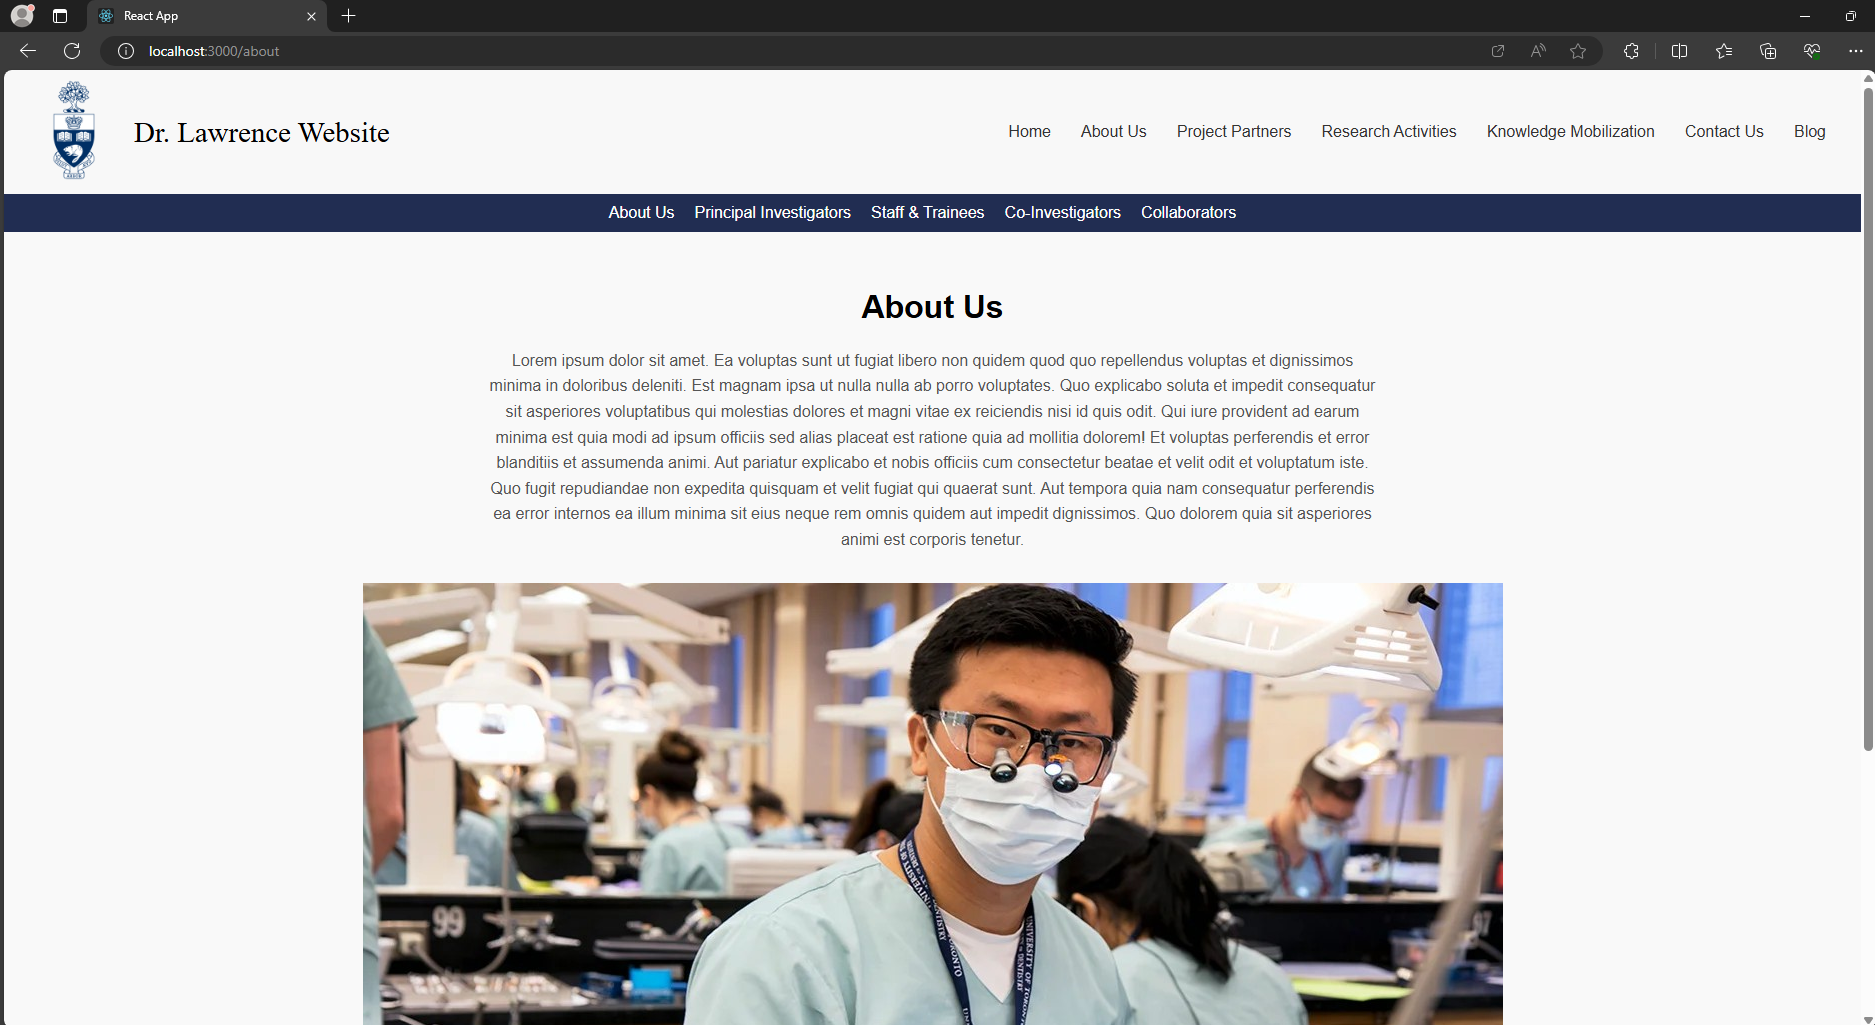 React App
localhost:3000/about
Dr. Lawrence Website
Home About Us Project Partners Research Activities Knowledge Mobilization Contact Us Blog
About Us Principal Investigators Staff & Trainees Co-Investigators Collaborators
About Us
Lorem ipsum dolor sit amet. Ea voluptas sunt ut fugiat libero non quidem quod quo repellendus voluptas et dignissimos
minima in doloribus deleniti. Est magnam ipsa ut nulla nulla ab porro voluptates. Quo explicabo soluta et impedit consequatur
sit asperiores voluptatibus qui molestias dolores et magni vitae ex reiciendis nisi id quis odit. Qui iure provident ad earum
minima est quia modi ad ipsum officiis sed alias placeat est ratione quia ad mollitia dolorem! Et voluptas perferendis et error
blanditiis et assumenda animi. Aut pariatur explicabo et nobis officiis cum consectetur beatae et velit odit et voluptatum iste.
Quo fugit repudiandae non expedita quisquam et velit fugiat qui quaerat sunt. Aut tempora quia nam consequatur perferendis
ea error internos ea illum minima sit eius neque rem omnis quidem aut impedit dignissimos. Quo dolorem quia sit asperiores
animi est corporis tenetur.
99
97
UNIVERSITY OF TORONTO
DENTISTRY